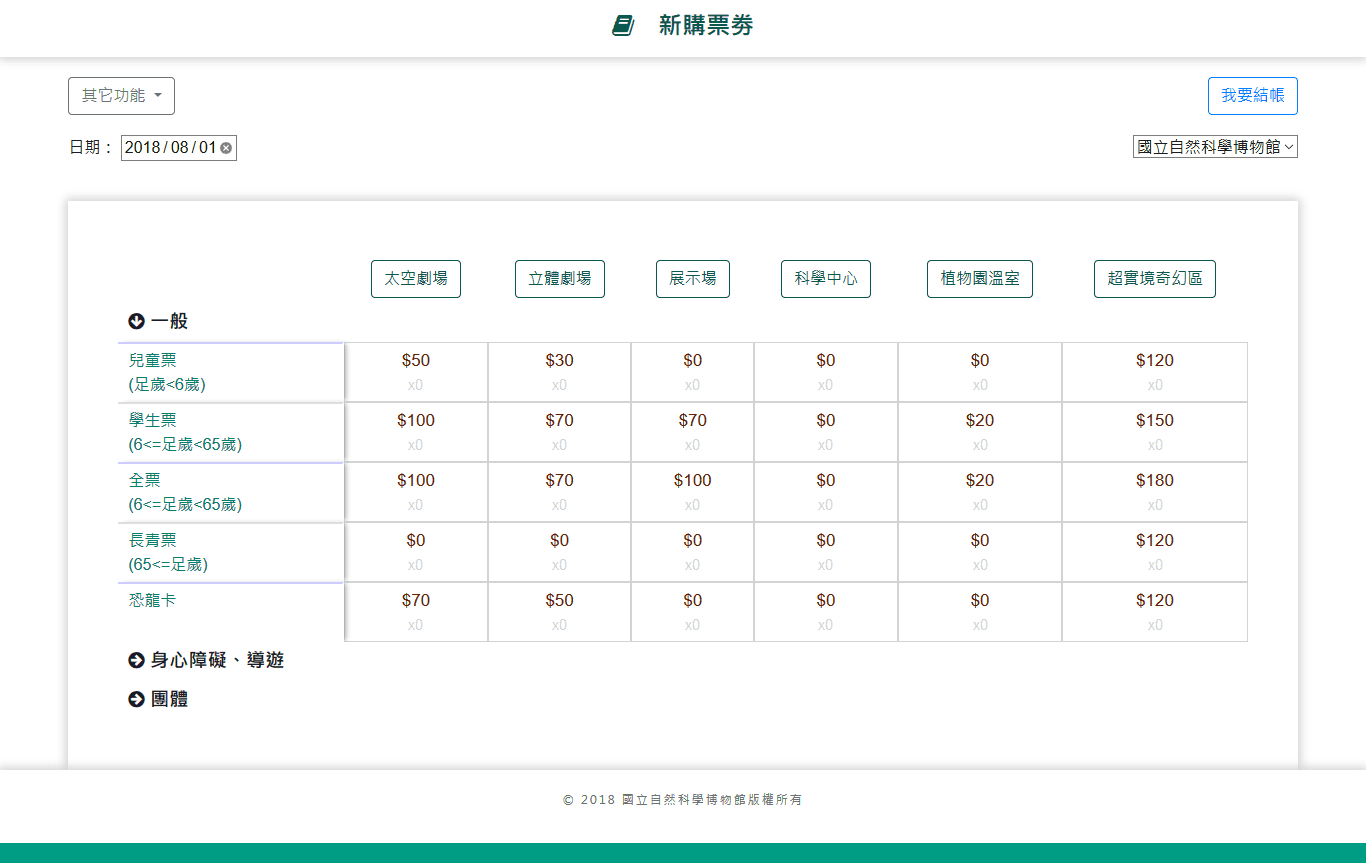 新購票券
其它功能
我要結帳
日期： 2018/08/01
國立自然科學博物館
太空劇場 立體劇場 展示場 科學中心 植物園溫室 超實境奇幻區
一般
兒童票 $50 $30 $0 $0 $0 $120
(足歲<6歲) x0 x0 x0 x0 x0 x0
學生票 $100 $70 $70 $0 $20 $150
(6<=足歲<65歲) x0 x0 x0 x0 x0 x0
全票 $100 $70 $100 $0 $20 $180
(6<=足歲<65歲) x0 x0 x0 x0 x0 x0
長青票 $0 $0 $0 $0 $0 $120
(65<=足歲) x0 x0 x0 x0 x0 x0
恐龍卡 $70 $50 $0 $0 $0 $120
x0 x0 x0 x0 x0 x0
身心障礙、導遊
團體
© 2018 國立自然科學博物館版權所有